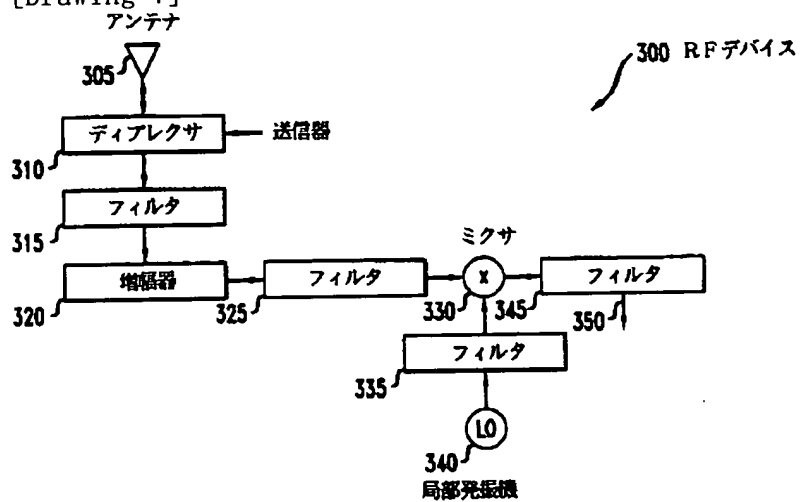 アンテナ
305
300 RFデバイス
ディプレクサ
送信器
310
フィルタ
315
ミクサ
増幅器
フィルタ
X
フィルタ
320
325
330
345
350
フィルタ
335
LO
340
局部発振機